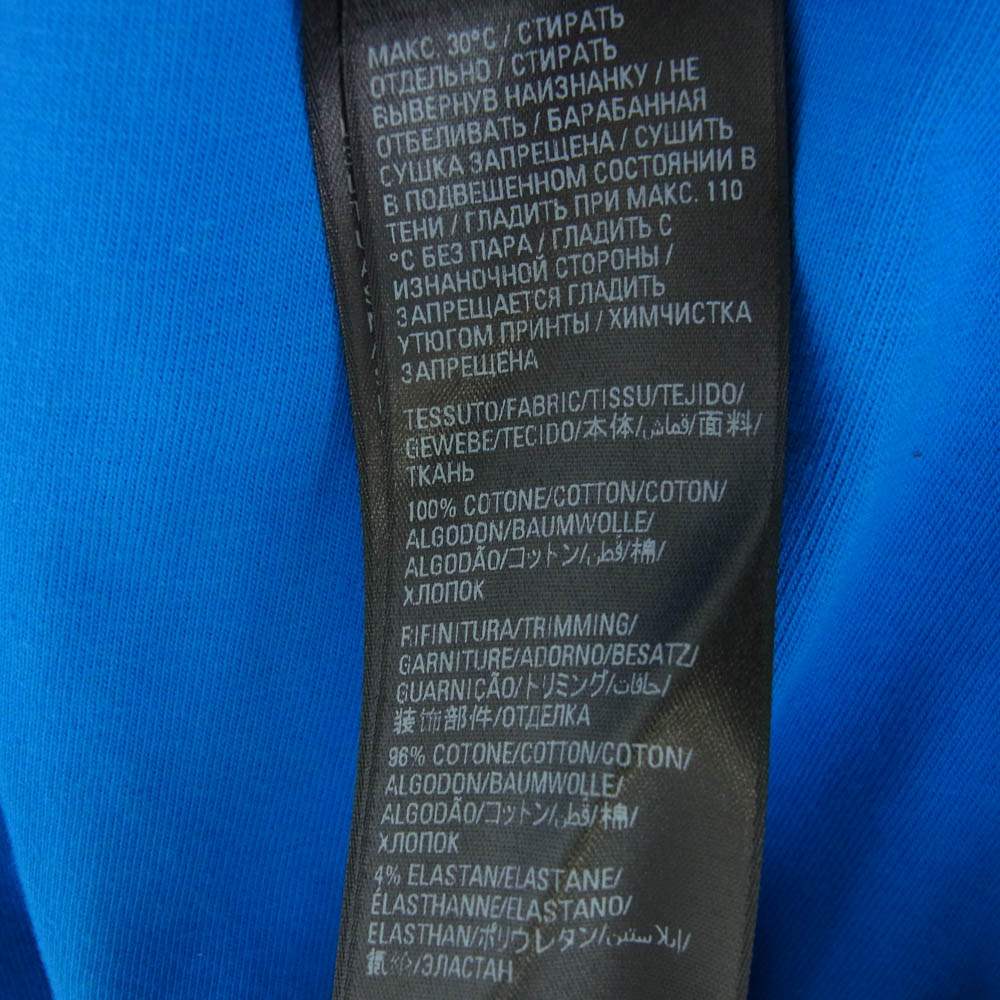 МАКС. 30°C / СТИРАТЬ
ОТДЕЛЬНО / СТИРАТЬ
ВЫВЕРНУВ НАИЗНАНКУ / НЕ
ОТБЕЛИВАТЬ / БАРАБАННАЯ
СУШКА ЗАПРЕЩЕНА / СУШИТЬ
В ПОДВЕШЕННОМ СОСТОЯНИИ В
ТЕНИ / ГЛАДИТЬ ПРИ МАКС. 110
°C БЕЗ ПАРА / ГЛАДИТЬ С
ИЗНАНОЧНОЙ СТОРОНЫ /
ЗАПРЕЩАЕТСЯ ГЛАДИТЬ
УТЮГОМ ПРИНТЫ / ХИМЧИСТКА
ЗАПРЕЩЕНА
TESSUTO/FABRIC/TISSU/TEJIDO/
GEWEBE/TECIDO/本体/قماش/面料/
ТКАНЬ
100% COTONE/COTTON/COTON/
ALGODON/BAUMWOLLE/
ALGODÃO/コットン/قطن/棉/
ХЛОПОК
RIFINITURA/TRIMMING/
GARNITURE/ADORNO/BESATZ/
GUARNIÇÃO/トリミング/حافات/
装饰部件/ОТДЕЛКА
96% COTONE/COTTON/COTON/
ALGODON/BAUMWOLLE/
ALGODÃO/コットン/قطن/棉/
ХЛОПОК
4% ELASTAN/ELASTANE/
ÉLASTHANNE/ELASTANO/
ELASTHAN/ポリウレタン/إيلاستين/
/ЭЛАСТАН